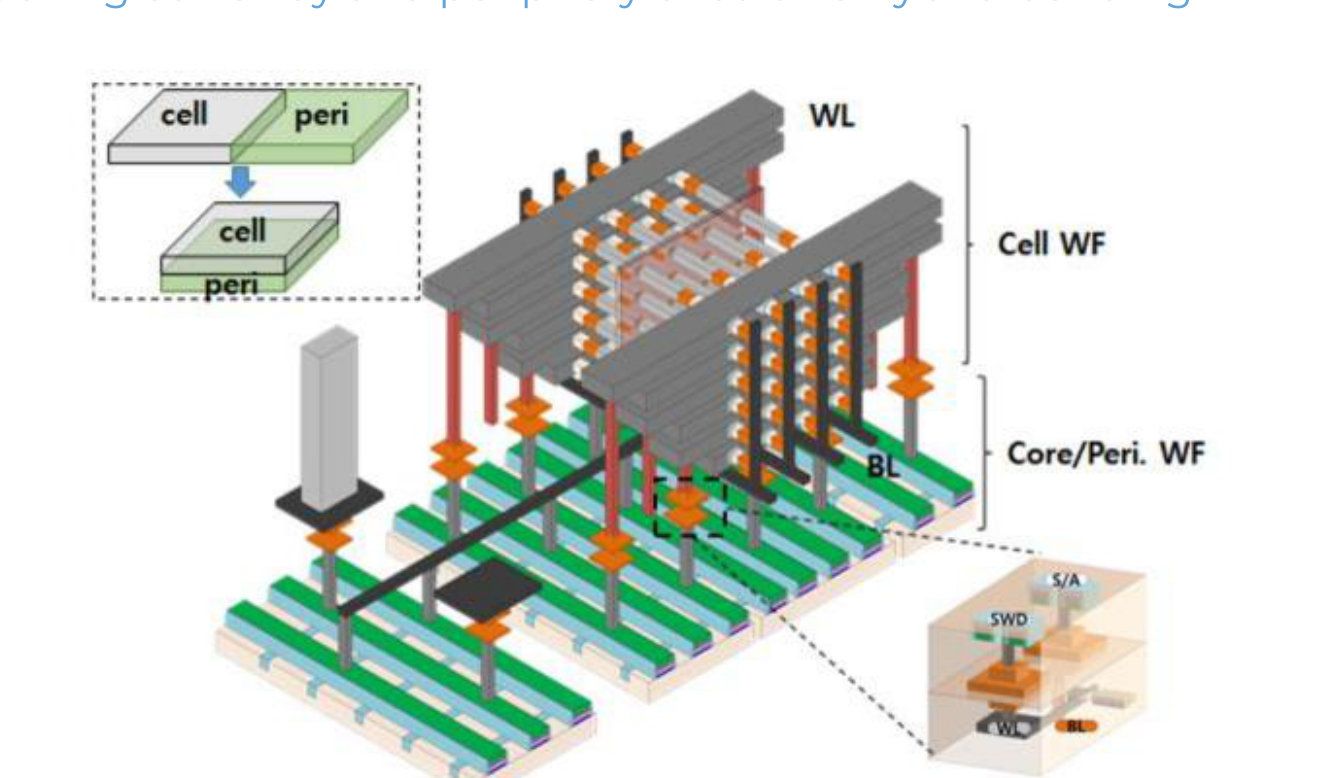 cell
peri
cell
peri
WL
Cell WF
Core/Peri. WF
BL
S/A
SWD
WL
BL